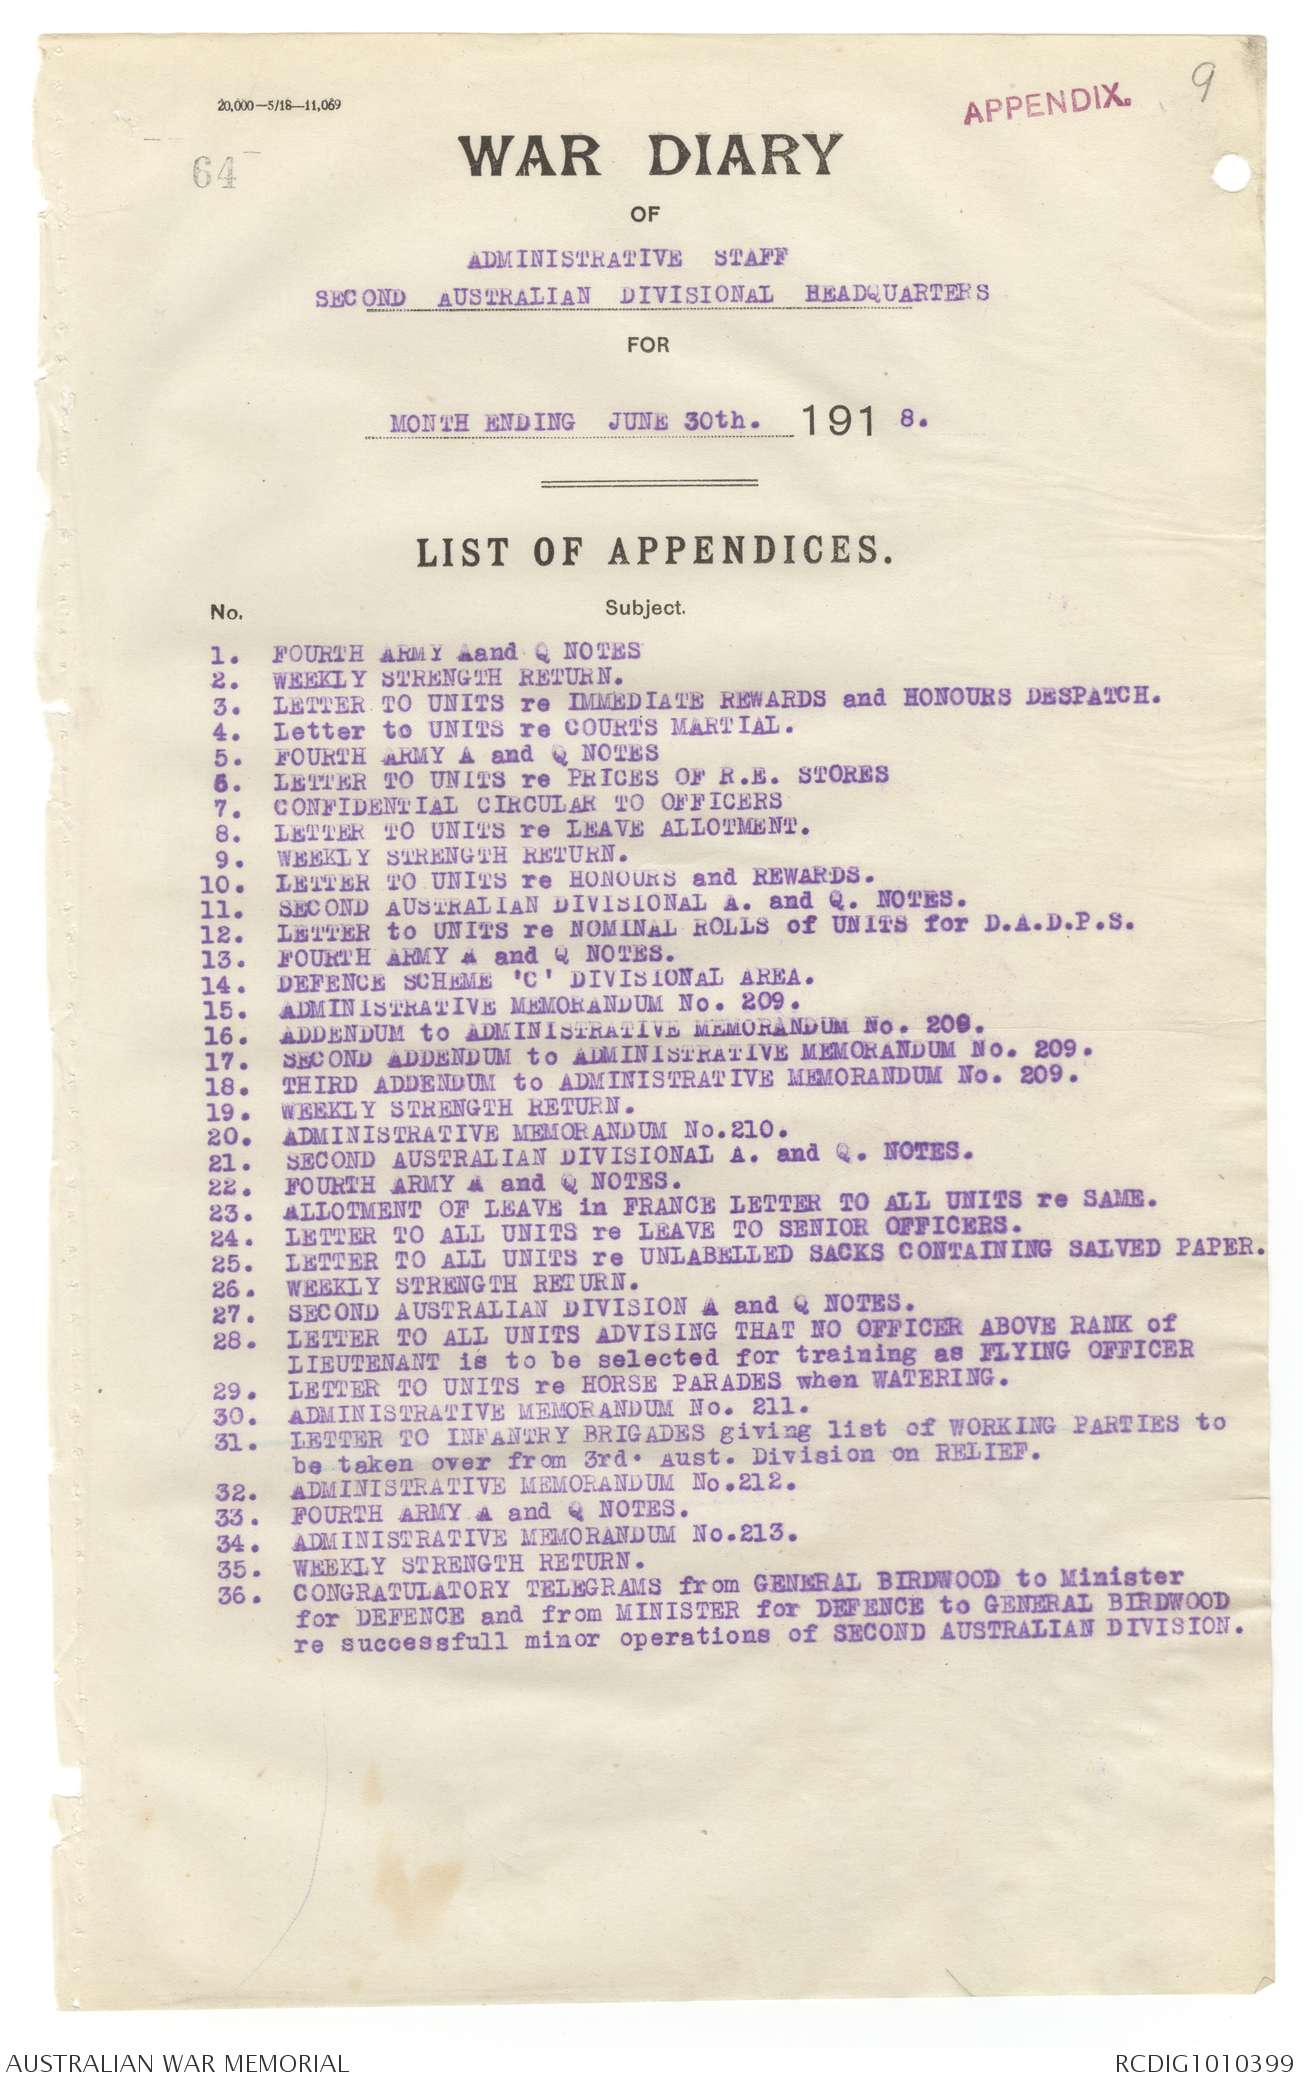 20,000—5/18—11,069
APPENDIX. 9
64
WAR DIARY
OF
ADMINISTRATIVE STAFF
SECOND AUSTRALIAN DIVISIONAL HEADQUARTERS
FOR
MONTH ENDING JUNE 30th. 1918.
LIST OF APPENDICES.
No. Subject.
1. FOURTH ARMY Aand Q NOTES
2. WEEKLY STRENGTH RETURN.
3. LETTER TO UNITS re IMMEDIATE REWARDS and HONOURS DESPATCH.
4. Letter to UNITS re COURTS MARTIAL.
5. FOURTH ARMY A and Q NOTES
6. LETTER TO UNITS re PRICES OF R.E. STORES
7. CONFIDENTIAL CIRCULAR TO OFFICERS
8. LETTER TO UNITS re LEAVE ALLOTMENT.
9. WEEKLY STRENGTH RETURN.
10. LETTER TO UNITS re HONOURS and REWARDS.
11. SECOND AUSTRALIAN DIVISIONAL A. and Q. NOTES.
12. LETTER to UNITS re NOMINAL ROLLS of UNITS for D.A.D.P.S.
13. FOURTH ARMY A and Q NOTES.
14. DEFENCE SCHEME 'C' DIVISIONAL AREA.
15. ADMINISTRATIVE MEMORANDUM No. 209.
16. ADDENDUM to ADMINISTRATIVE MEMORANDUM No. 209.
17. SECOND ADDENDUM to ADMINISTRATIVE MEMORANDUM No. 209.
18. THIRD ADDENDUM to ADMINISTRATIVE MEMORANDUM No. 209.
19. WEEKLY STRENGTH RETURN.
20. ADMINISTRATIVE MEMORANDUM No.210.
21. SECOND AUSTRALIAN DIVISIONAL A. and Q. NOTES.
22. FOURTH ARMY A and Q NOTES.
23. ALLOTMENT OF LEAVE in FRANCE LETTER TO ALL UNITS re SAME.
24. LETTER TO ALL UNITS re LEAVE TO SENIOR OFFICERS.
25. LETTER TO ALL UNITS re UNLABELLED SACKS CONTAINING SALVED PAPER.
26. WEEKLY STRENGTH RETURN.
27. SECOND AUSTRALIAN DIVISION A and Q NOTES.
28. LETTER TO ALL UNITS ADVISING THAT NO OFFICER ABOVE RANK of
LIEUTENANT is to be selected for training as FLYING OFFICER
29. LETTER TO UNITS re HORSE PARADES when WATERING.
30. ADMINISTRATIVE MEMORANDUM No. 211.
31. LETTER TO INFANTRY BRIGADES giving list of WORKING PARTIES to
be taken over from 3rd. Aust. Division on RELIEF.
32. ADMINISTRATIVE MEMORANDUM No.212.
33. FOURTH ARMY A and Q NOTES.
34. ADMINISTRATIVE MEMORANDUM No.213.
35. WEEKLY STRENGTH RETURN.
36. CONGRATULATORY TELEGRAMS from GENERAL BIRDWOOD to Minister
for DEFENCE and from MINISTER for DEFENCE to GENERAL BIRDWOOD
re successfull minor operations of SECOND AUSTRALIAN DIVISION.
AUSTRALIAN WAR MEMORIAL RCDIG1010399